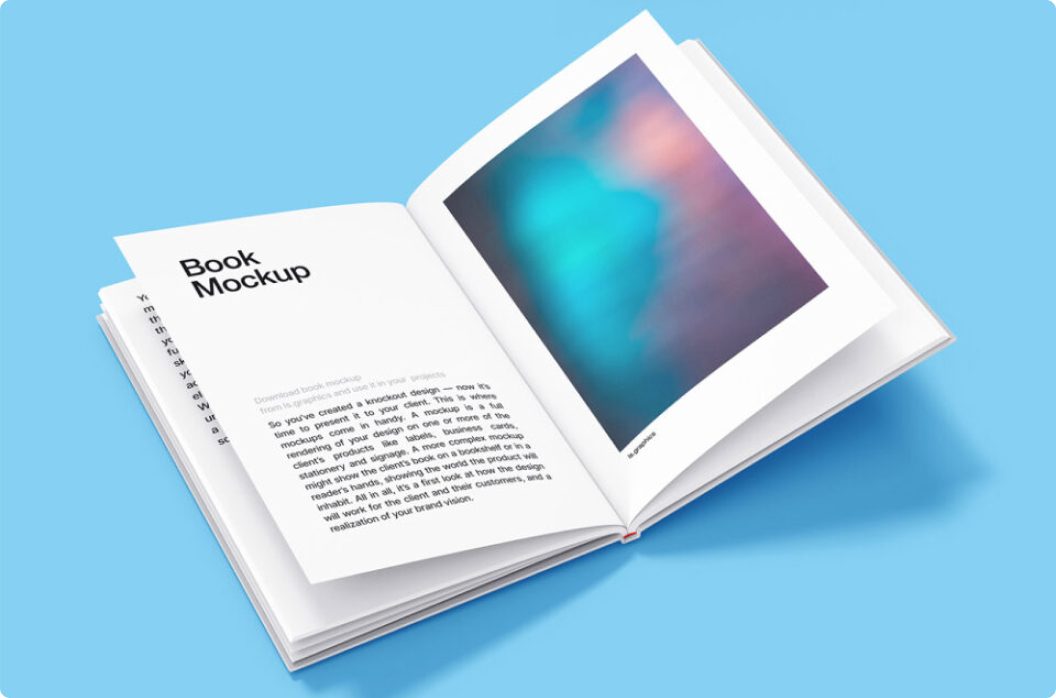 Book
Mockup
Download book mockup
from ls.graphics and use it in your projects
So you've created a knockout design — now it's
time to present it to your client. This is where
mockups come in handy. A mockup is a full
rendering of your design on one or more of the
client's products like labels, business cards,
stationery and signage. A more complex mockup
might show the client's book on a bookshelf or in a
reader's hands, showing the world the product will
inhabit. All in all, it's a first look at how the design
will work for the client and their customers, and a
realization of your brand vision.
ls.graphics